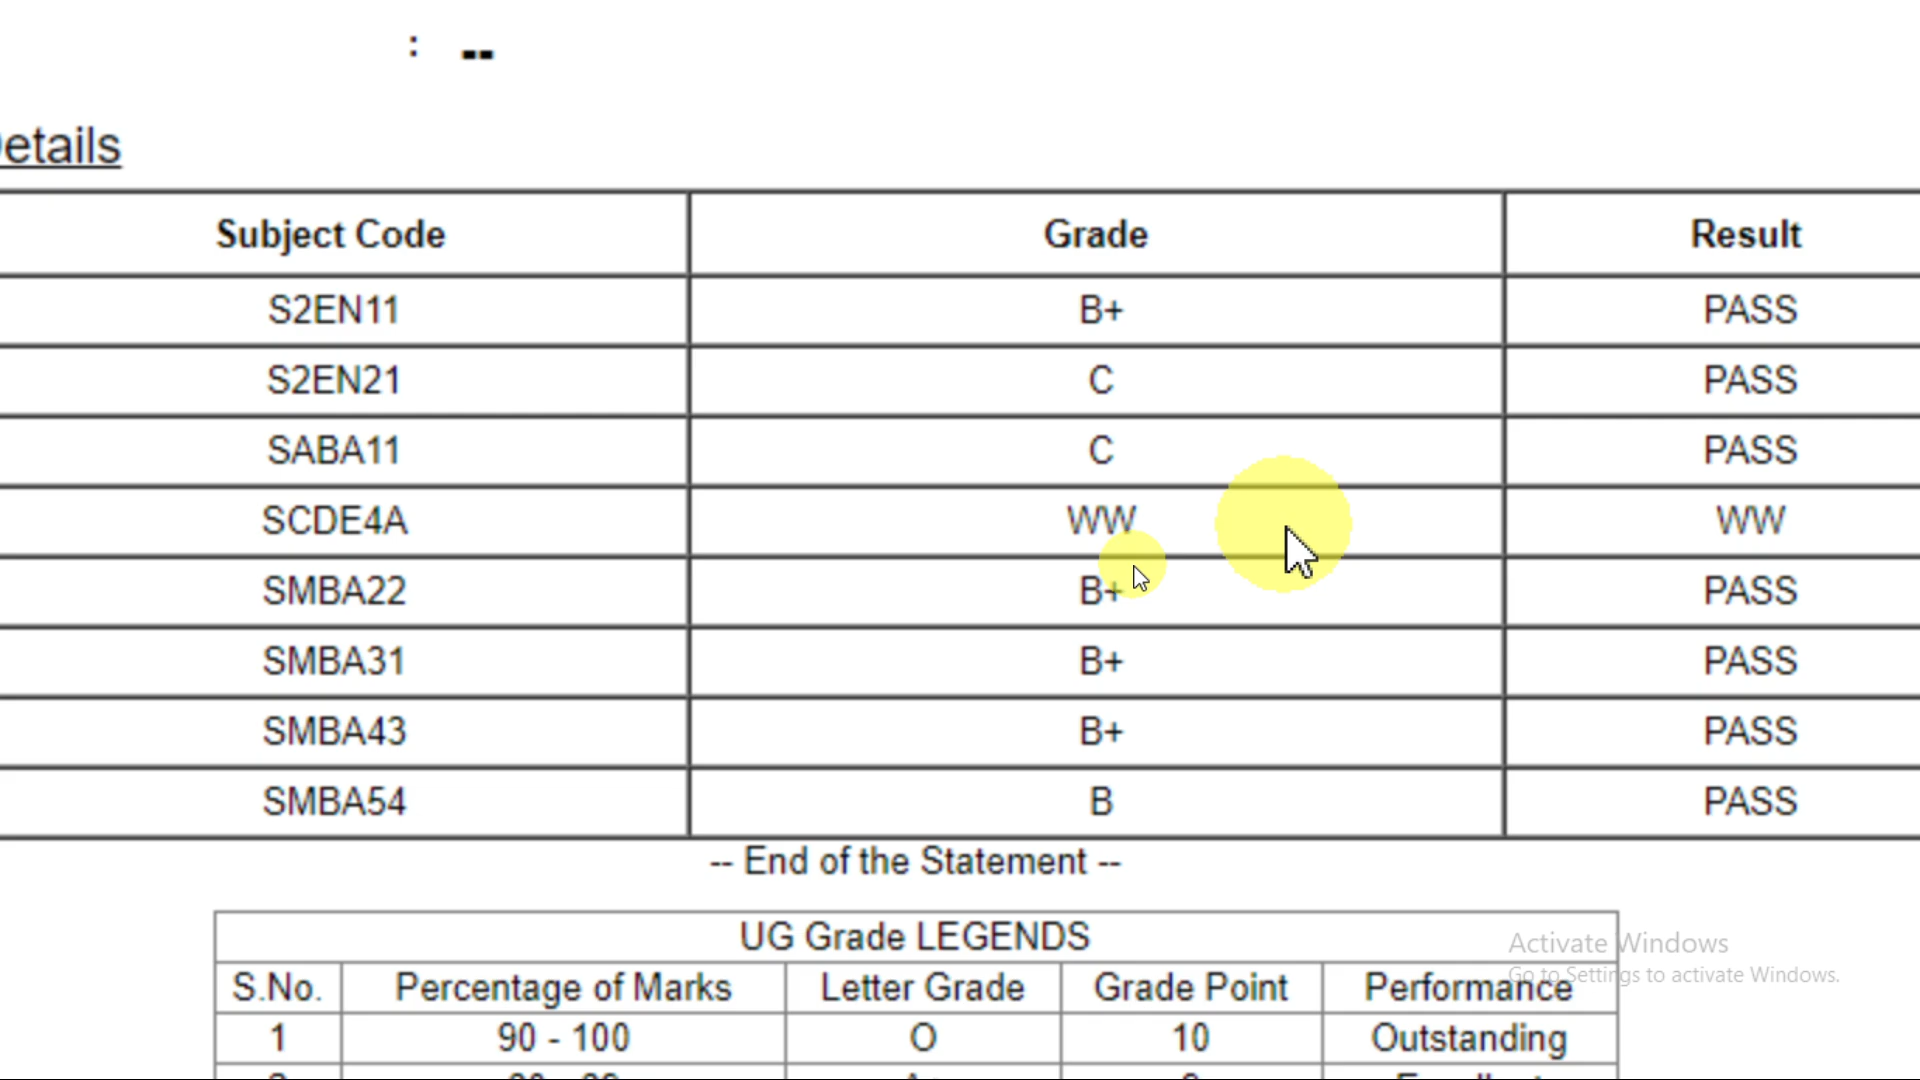 : --
Details
Subject Code Grade Result
S2EN11 B+ PASS
S2EN21 C PASS
SABA11 C PASS
SCDE4A WW WW
SMBA22 B+ PASS
SMBA31 B+ PASS
SMBA43 B+ PASS
SMBA54 B PASS
-- End of the Statement --
UG Grade LEGENDS
S.No. Percentage of Marks Letter Grade Grade Point Performance
1 90 - 100 O 10 Outstanding
Activate Windows
Go to Settings to activate Windows.